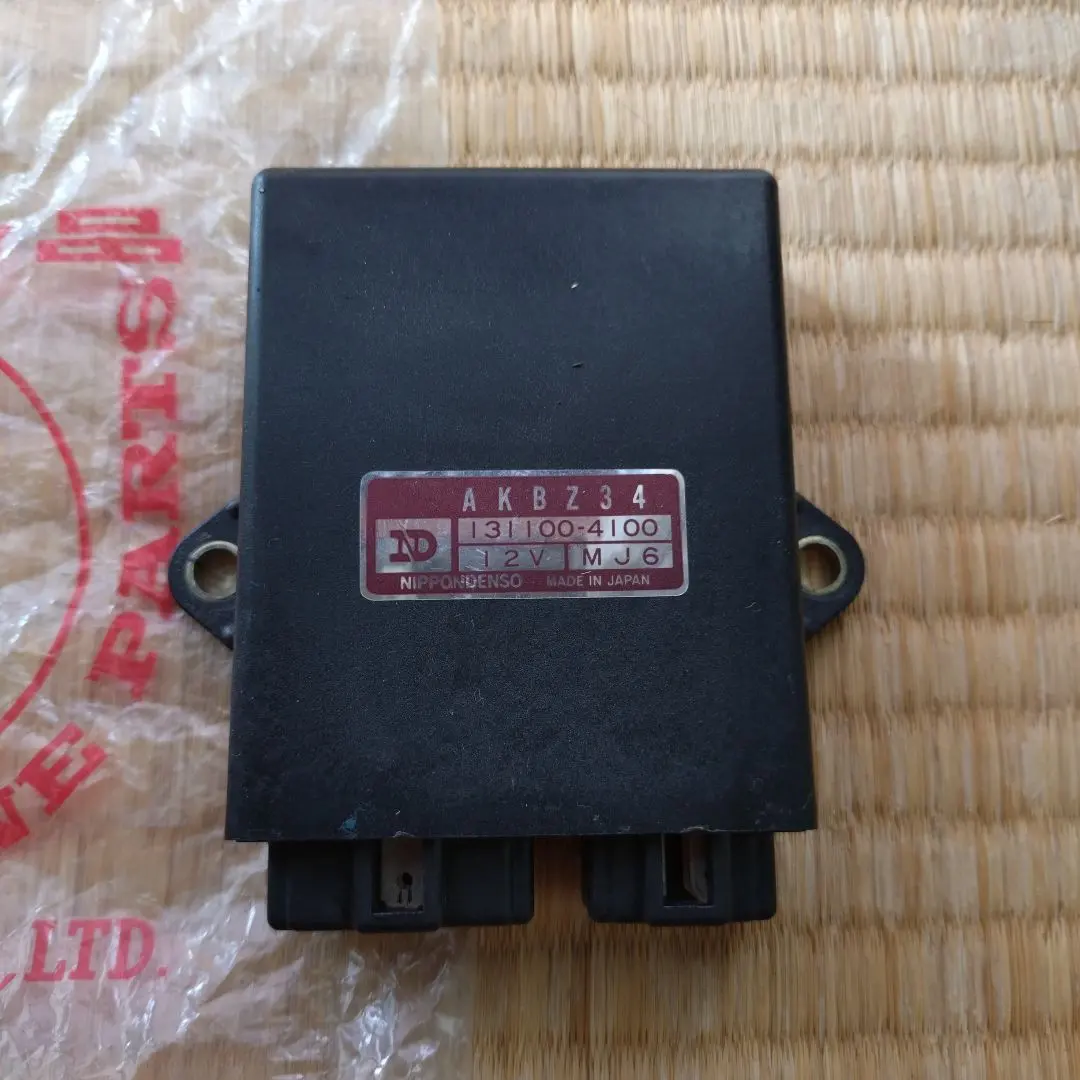 AKBZ34
ND
131100-4100
12V MJ6
NIPPONDENSO MADE IN JAPAN
PARTS
LTD.